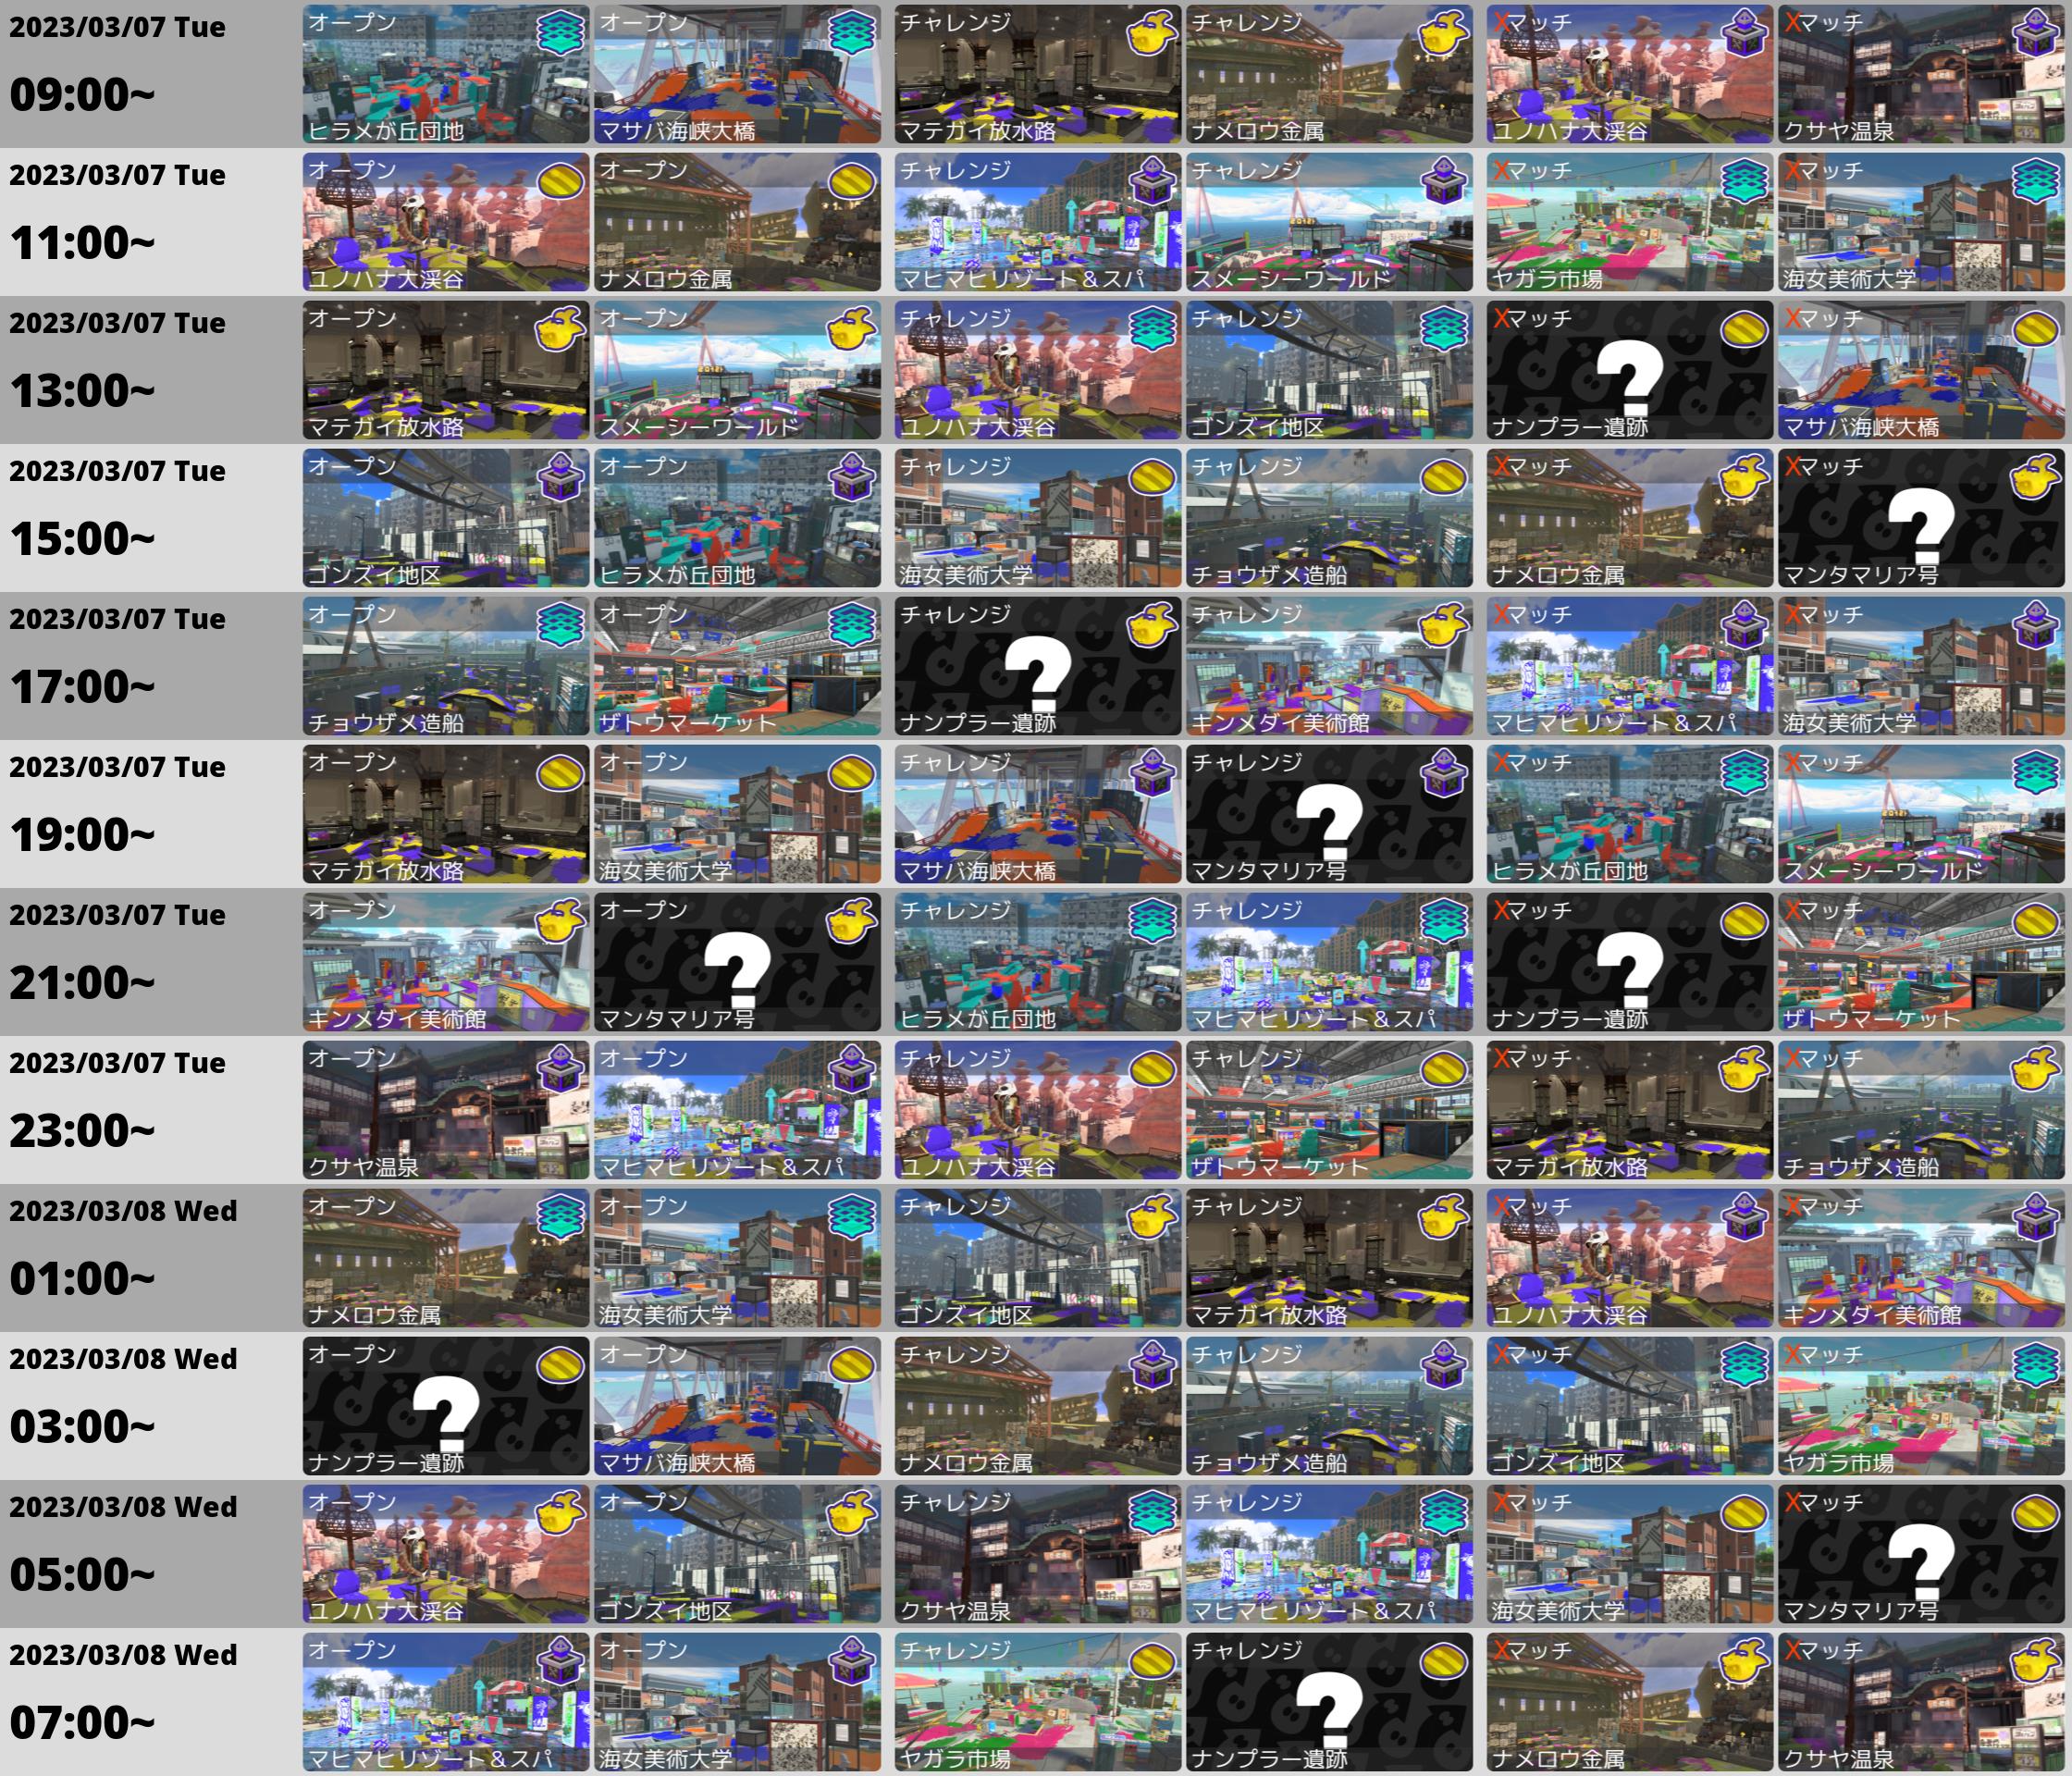 2023/03/07 Tue
09:00~
オープン オープン チャレンジ チャレンジ Xマッチ Xマッチ
ヒラメが丘団地 マサバ海峡大橋 マテガイ放水路 ナメロウ金属 ユノハナ大渓谷 クサヤ温泉
2023/03/07 Tue
11:00~
オープン オープン チャレンジ チャレンジ Xマッチ Xマッチ
ユノハナ大渓谷 ナメロウ金属 マヒマヒリゾート&スパ スメーシーワールド ヤガラ市場 海女美術大学
2023/03/07 Tue
13:00~
オープン オープン チャレンジ チャレンジ Xマッチ Xマッチ
?
マテガイ放水路 スメーシーワールド ユノハナ大渓谷 ゴンズイ地区 ナンプラー遺跡 マサバ海峡大橋
2023/03/07 Tue
15:00~
オープン オープン チャレンジ チャレンジ Xマッチ Xマッチ
?
ゴンズイ地区 ヒラメが丘団地 海女美術大学 チョウザメ造船 ナメロウ金属 マンタマリア号
2023/03/07 Tue
17:00~
オープン オープン チャレンジ チャレンジ Xマッチ Xマッチ
?
チョウザメ造船 ザトウマーケット ナンプラー遺跡 キンメダイ美術館 マヒマヒリゾート&スパ 海女美術大学
2023/03/07 Tue
19:00~
オープン オープン チャレンジ チャレンジ Xマッチ Xマッチ
?
マテガイ放水路 海女美術大学 マサバ海峡大橋 マンタマリア号 ヒラメが丘団地 スメーシーワールド
2023/03/07 Tue
21:00~
オープン オープン チャレンジ チャレンジ Xマッチ Xマッチ
? ?
キンメダイ美術館 マンタマリア号 ヒラメが丘団地 マヒマヒリゾート&スパ ナンプラー遺跡 ザトウマーケット
2023/03/07 Tue
23:00~
オープン オープン チャレンジ チャレンジ Xマッチ Xマッチ
クサヤ温泉 マヒマヒリゾート&スパ ユノハナ大渓谷 ザトウマーケット マテガイ放水路 チョウザメ造船
2023/03/08 Wed
01:00~
オープン オープン チャレンジ チャレンジ Xマッチ Xマッチ
ナメロウ金属 海女美術大学 ゴンズイ地区 マテガイ放水路 ユノハナ大渓谷 キンメダイ美術館
2023/03/08 Wed
03:00~
オープン オープン チャレンジ チャレンジ Xマッチ Xマッチ
?
ナンプラー遺跡 マサバ海峡大橋 ナメロウ金属 チョウザメ造船 ゴンズイ地区 ヤガラ市場
2023/03/08 Wed
05:00~
オープン オープン チャレンジ チャレンジ Xマッチ Xマッチ
?
ユノハナ大渓谷 ゴンズイ地区 クサヤ温泉 マヒマヒリゾート&スパ 海女美術大学 マンタマリア号
2023/03/08 Wed
07:00~
オープン オープン チャレンジ チャレンジ Xマッチ Xマッチ
?
マヒマヒリゾート&スパ 海女美術大学 ヤガラ市場 ナンプラー遺跡 ナメロウ金属 クサヤ温泉